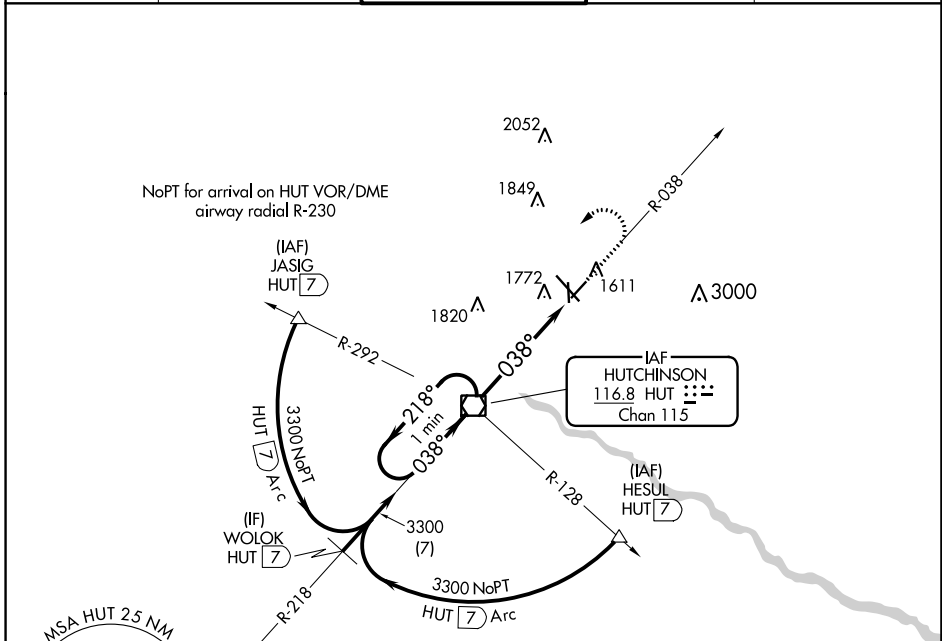 2052
1849
R-038
NoPT for arrival on HUT VOR/DME
airway radial R-230
(IAF)
JASIG
HUT 7
1772
1611
3000
1820
R-292
038°
IAF
HUTCHINSON
116.8 HUT
Chan 115
218°
1 min
038°
3300 NoPT
HUT 7 Arc
R-128
(IAF)
HESUL
HUT 7
(IF)
WOLOK
HUT 7
3300
(7)
3300 NoPT
HUT 7 Arc
R-218
MSA HUT 25 NM